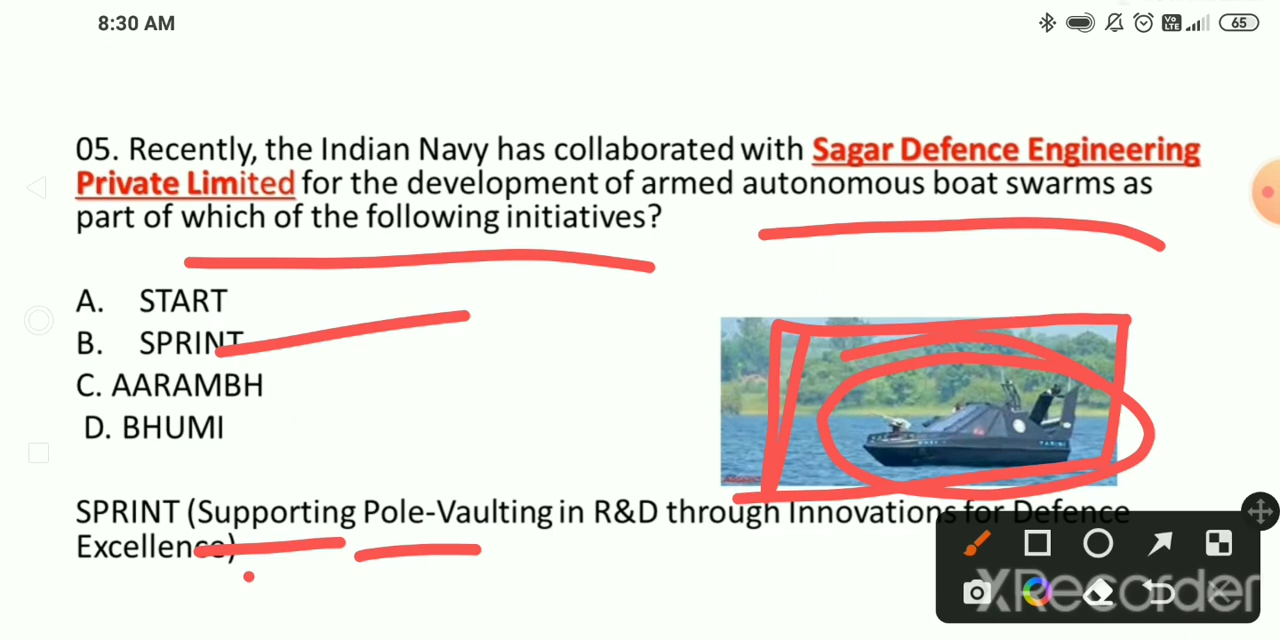 8:30 AM
Vo
LTE
65
05. Recently, the Indian Navy has collaborated with Sagar Defence Engineering
Private Limited for the development of armed autonomous boat swarms as
part of which of the following initiatives?
A. START
B. SPRINT
C. AARAMBH
D. BHUMI
SPRINT (Supporting Pole-Vaulting in R&D through Innovations for Defence
Excellence)
XRecorder